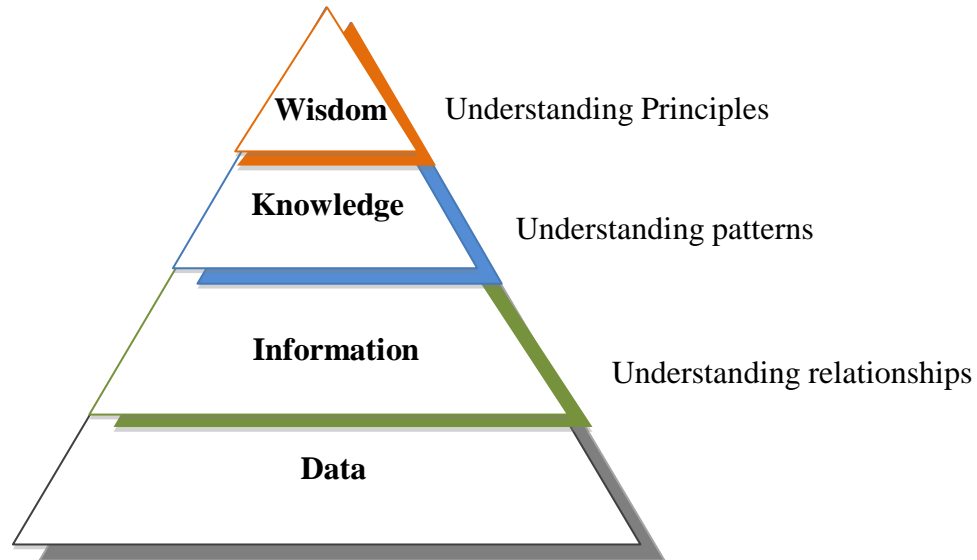 Wisdom
Understanding Principles
Knowledge
Understanding patterns
Information
Understanding relationships
Data